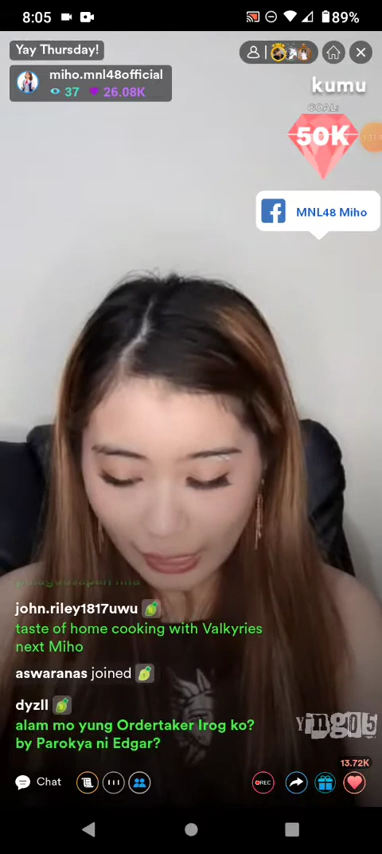 8:05
89%
Yay Thursday!
miho.mnl48official
37
26.08K
kumu
GOAL:
50K
MNL48 Miho
john.riley1817uwu
taste of home cooking with Valkyries
next Miho
aswaranas joined
dyzll
alam mo yung Ordertaker Irog ko?
by Parokya ni Edgar?
13.72K
Chat
REC